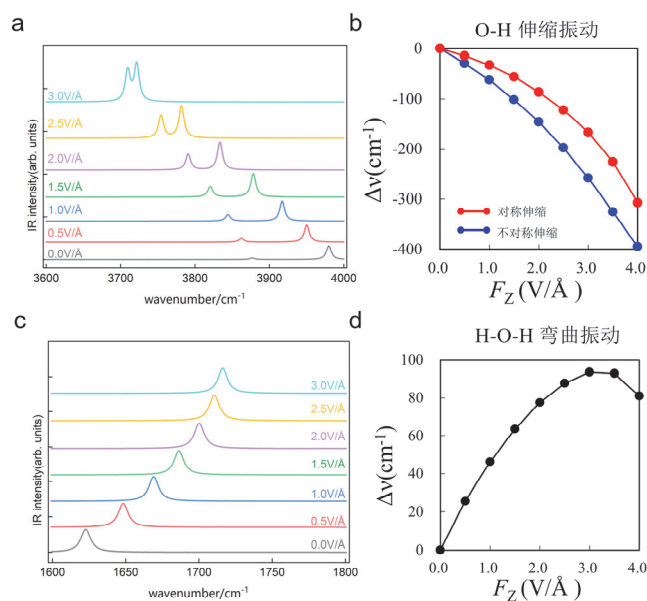 a
3.0V/Å
2.5V/Å
2.0V/Å
1.5V/Å
1.0V/Å
0.5V/Å
0.0V/Å
IR intensity(arb. units)
3600 3700 3800 3900 4000
wavenumber/cm⁻¹
b
O-H 伸缩振动
0
-100
-200
-300
-400
Δν(cm⁻¹)
对称伸缩
不对称伸缩
0.0 1.0 2.0 3.0 4.0
F_Z (V/Å)
c
3.0V/Å
2.5V/Å
2.0V/Å
1.5V/Å
1.0V/Å
0.5V/Å
0.0V/Å
IR intensity(arb. units)
1600 1650 1700 1750 1800
wavenumber/cm⁻¹
d
H-O-H 弯曲振动
100
80
60
40
20
0
Δν(cm⁻¹)
0.0 1.0 2.0 3.0 4.0
F_Z (V/Å)